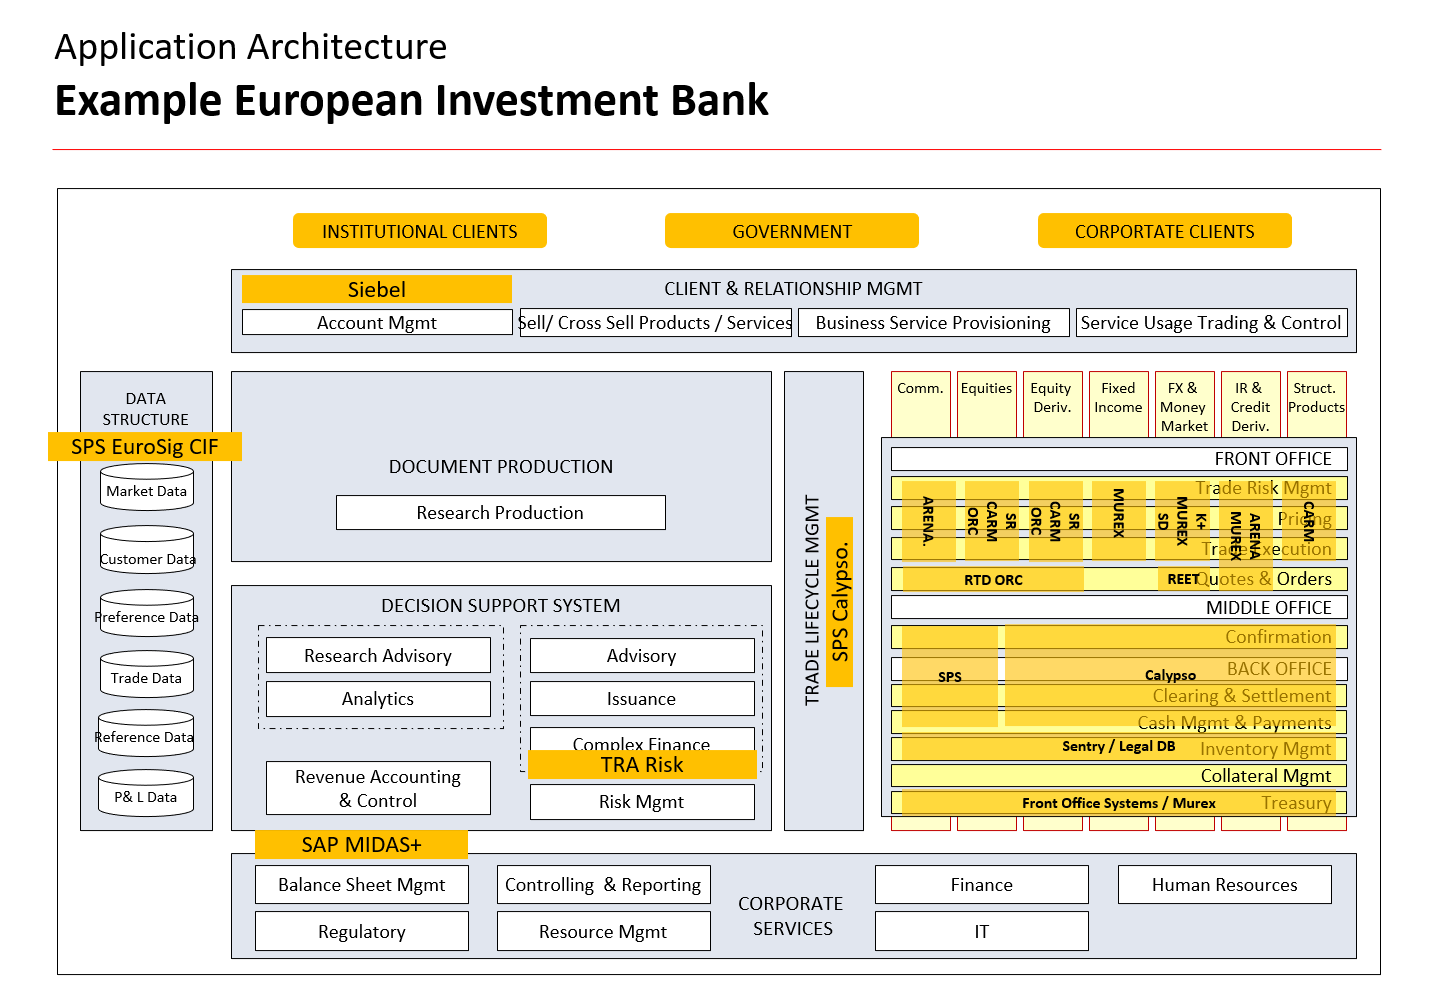 Application Architecture
Example European Investment Bank
INSTITUTIONAL CLIENTS
GOVERNMENT
CORPORTATE CLIENTS
Siebel
CLIENT & RELATIONSHIP MGMT
Account Mgmt
Sell/ Cross Sell Products / Services
Business Service Provisioning
Service Usage Trading & Control
DATA
STRUCTURE
SPS EuroSig CIF
Market Data
Customer Data
Preference Data
Trade Data
Reference Data
P& L Data
DOCUMENT PRODUCTION
Research Production
DECISION SUPPORT SYSTEM
Research Advisory
Analytics
Revenue Accounting
& Control
Advisory
Issuance
Complex Finance
TRA Risk
Risk Mgmt
TRADE LIFECYCLE MGMT
SPS Calypso.
Comm.
Equities
Equity
Deriv.
Fixed
Income
FX &
Money
Market
IR &
Credit
Deriv.
Struct.
Products
FRONT OFFICE
Trade Risk Mgmt
Pricing
Trade Execution
Quotes & Orders
ARENA.
SR
CARM
ORC
SR
CARM
ORC
MUREX
K+
MUREX
SD
ARENA
MUREX
CARM
RTD ORC
REET
MIDDLE OFFICE
Confirmation
BACK OFFICE
SPS
Calypso
Clearing & Settlement
Cash Mgmt & Payments
Sentry / Legal DB
Inventory Mgmt
Collateral Mgmt
Front Office Systems / Murex
Treasury
SAP MIDAS+
Balance Sheet Mgmt
Controlling & Reporting
Regulatory
Resource Mgmt
CORPORATE
SERVICES
Finance
Human Resources
IT